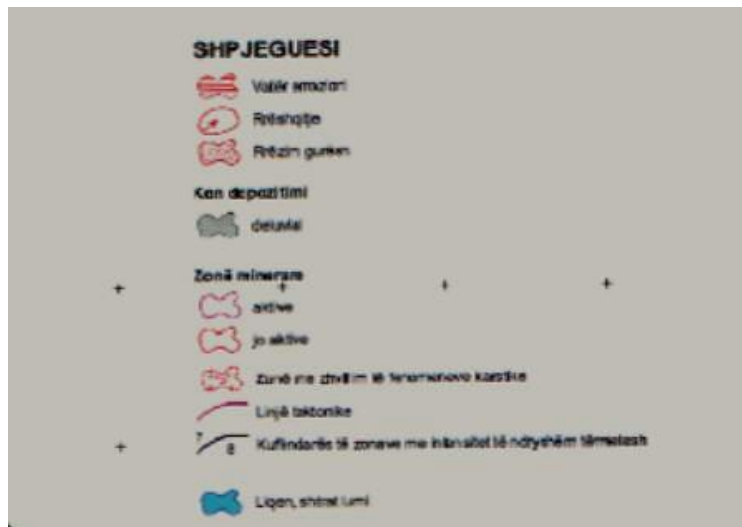 SHPJEGUESI
Vatër erozioni
Rrëshqitje
Rrëzim gurësh
Kon depozitimi
deluvial
Zonë minerare
aktive
jo aktive
Zonë me zhvillim të fenomeneve karstike
Linjë tektonike
7
8
Kufindarës të zonave me intensitet të ndryshëm tërmetesh
Liqen, shtrat lumi